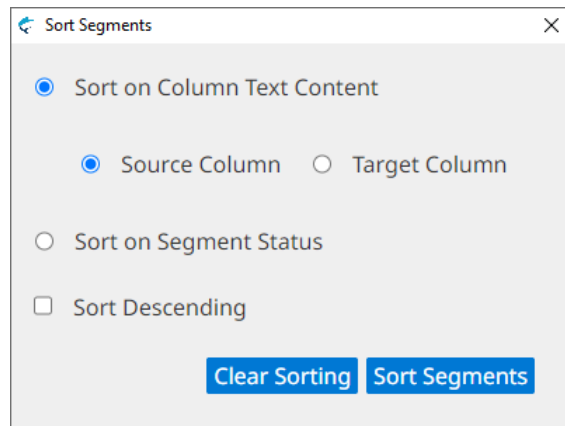 Sort Segments
Sort on Column Text Content
Source Column Target Column
Sort on Segment Status
Sort Descending
Clear Sorting Sort Segments